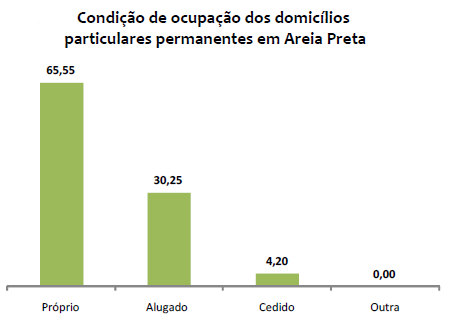 Condição de ocupação dos domicílios
particulares permanentes em Areia Preta
65,55
30,25
4,20
0,00
Próprio
Alugado
Cedido
Outra